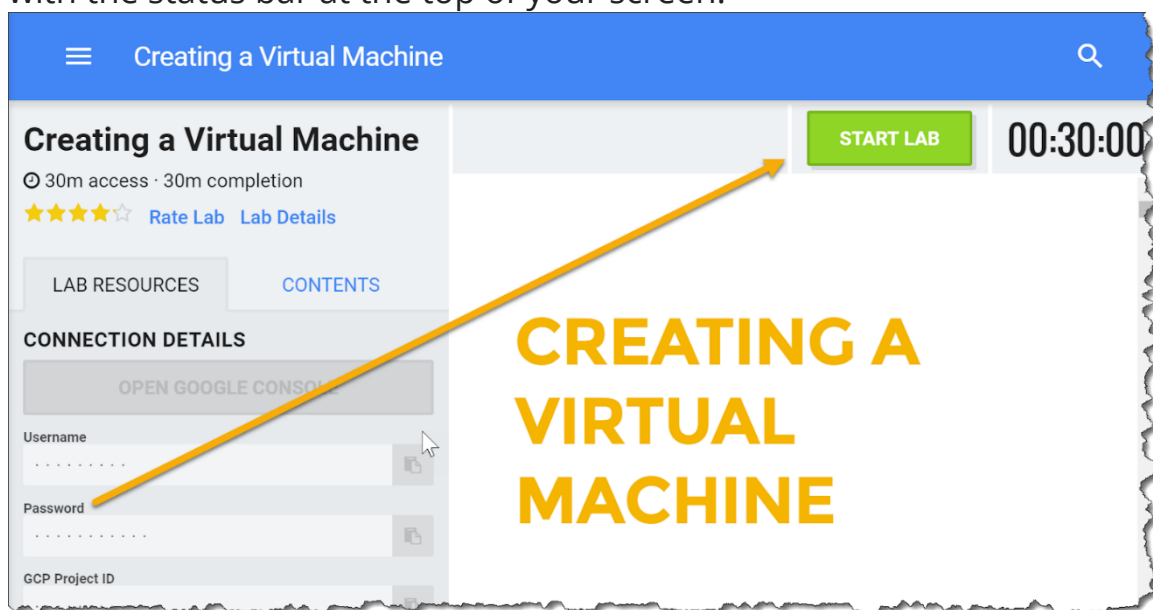 with the status bar at the top of your screen.
Creating a Virtual Machine
Creating a Virtual Machine
30m access · 30m completion
Rate Lab Lab Details
START LAB
00:30:00
LAB RESOURCES
CONTENTS
CONNECTION DETAILS
OPEN GOOGLE CONSOLE
Username
Password
GCP Project ID
CREATING A
VIRTUAL
MACHINE